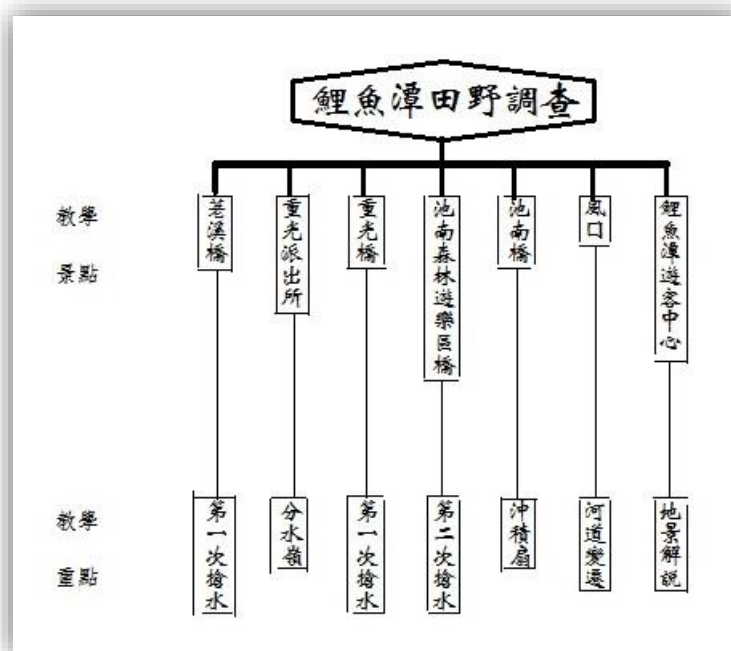 鯉魚潭田野調查
教學
景點
荖溪橋
重光派出所
重光橋
池南森林遊樂區橋
池南橋
風口
鯉魚潭遊客中心
教學
重點
第一次搶水
分水嶺
第一次搶水
第二次搶水
沖積扇
河道變遷
地景解說